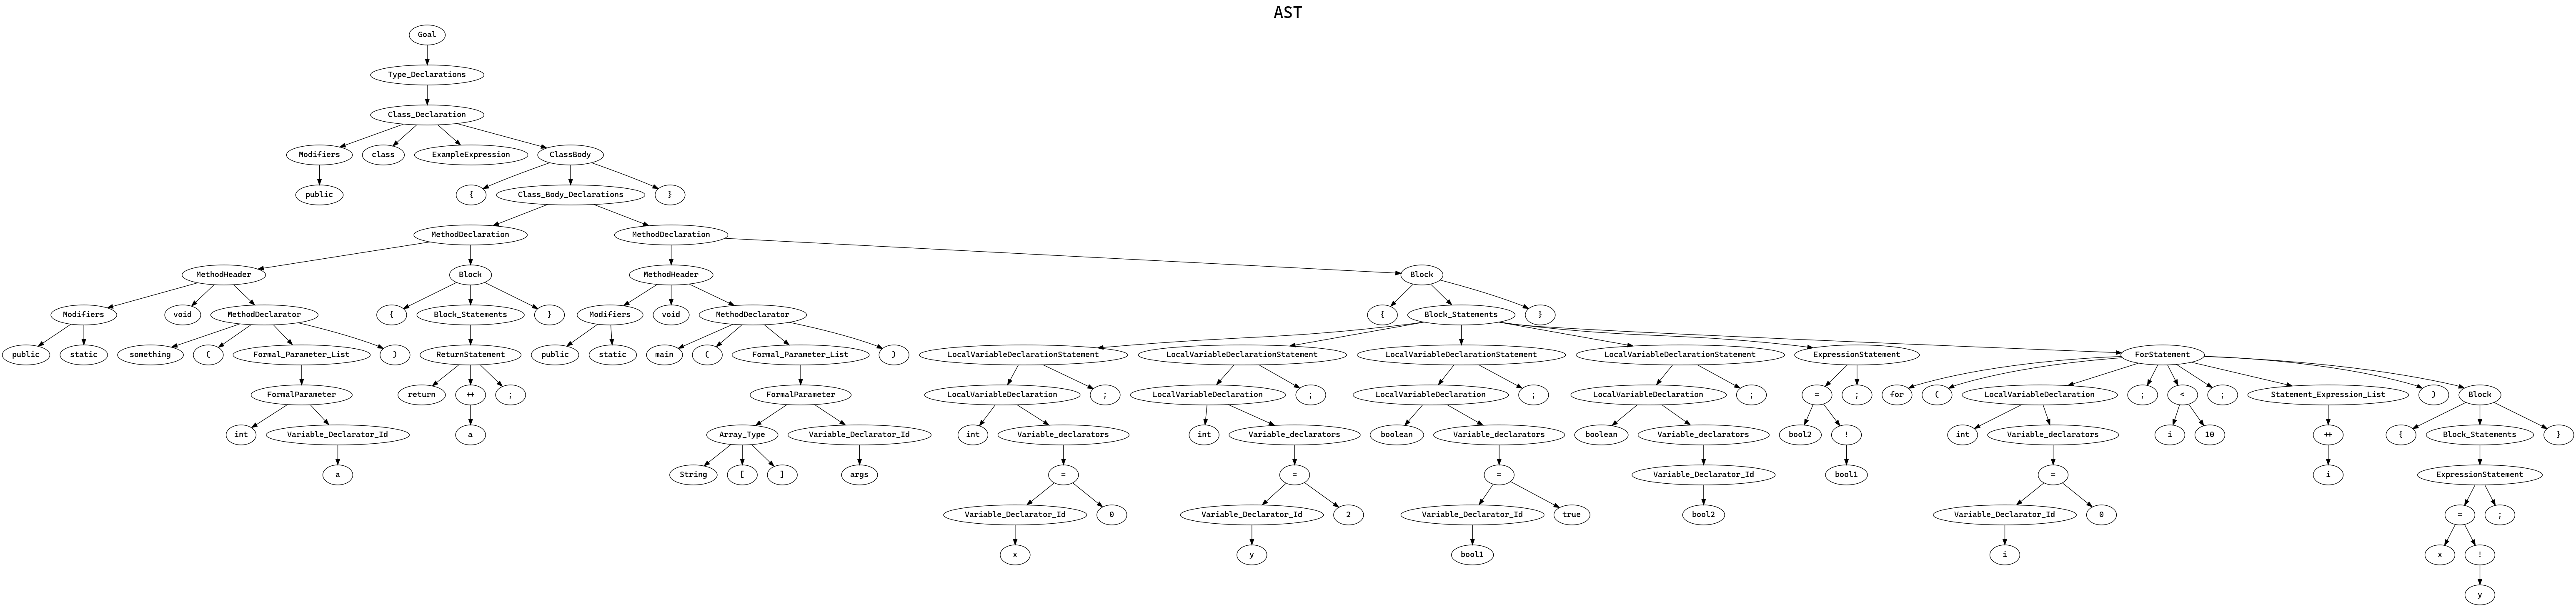 AST
Goal
Type_Declarations
Class_Declaration
Modifiers class ExampleExpression ClassBody
public { Class_Body_Declarations }
MethodDeclaration MethodDeclaration
MethodHeader Block MethodHeader Block
Modifiers void MethodDeclarator { Block_Statements } Modifiers void MethodDeclarator { Block_Statements }
public static something ( Formal_Parameter_List ) ReturnStatement public static main ( Formal_Parameter_List ) LocalVariableDeclarationStatement LocalVariableDeclarationStatement LocalVariableDeclarationStatement LocalVariableDeclarationStatement ExpressionStatement ForStatement
FormalParameter return ++ ; FormalParameter LocalVariableDeclaration ; LocalVariableDeclaration ; LocalVariableDeclaration ; LocalVariableDeclaration ; = ; for ( LocalVariableDeclaration ; < ; Statement_Expression_List ) Block
int Variable_Declarator_Id a Array_Type Variable_Declarator_Id int Variable_declarators int Variable_declarators boolean Variable_declarators boolean Variable_declarators bool2 ! int Variable_declarators i 10 ++ { Block_Statements }
a String [ ] args = = = Variable_Declarator_Id bool1 = i ExpressionStatement
Variable_Declarator_Id 0 Variable_Declarator_Id 2 Variable_Declarator_Id true bool2 Variable_Declarator_Id 0 = ;
x y bool1 i x !
y